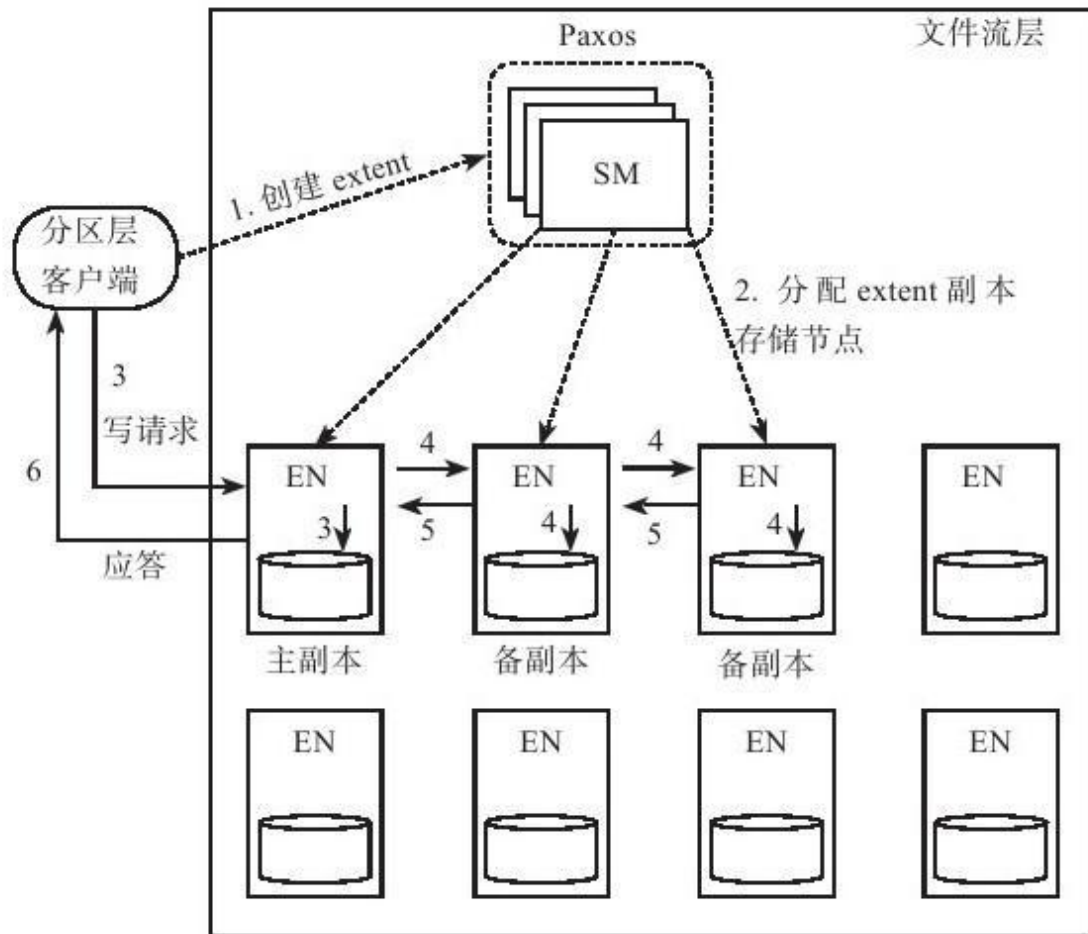 文件流层
Paxos
SM
1. 创建 extent
分区层
客户端
2. 分配 extent 副本
存储节点
3
写请求
6
应答
EN
3
4
5
EN
4
4
5
EN
4
EN
主副本
备副本
备副本
EN
EN
EN
EN